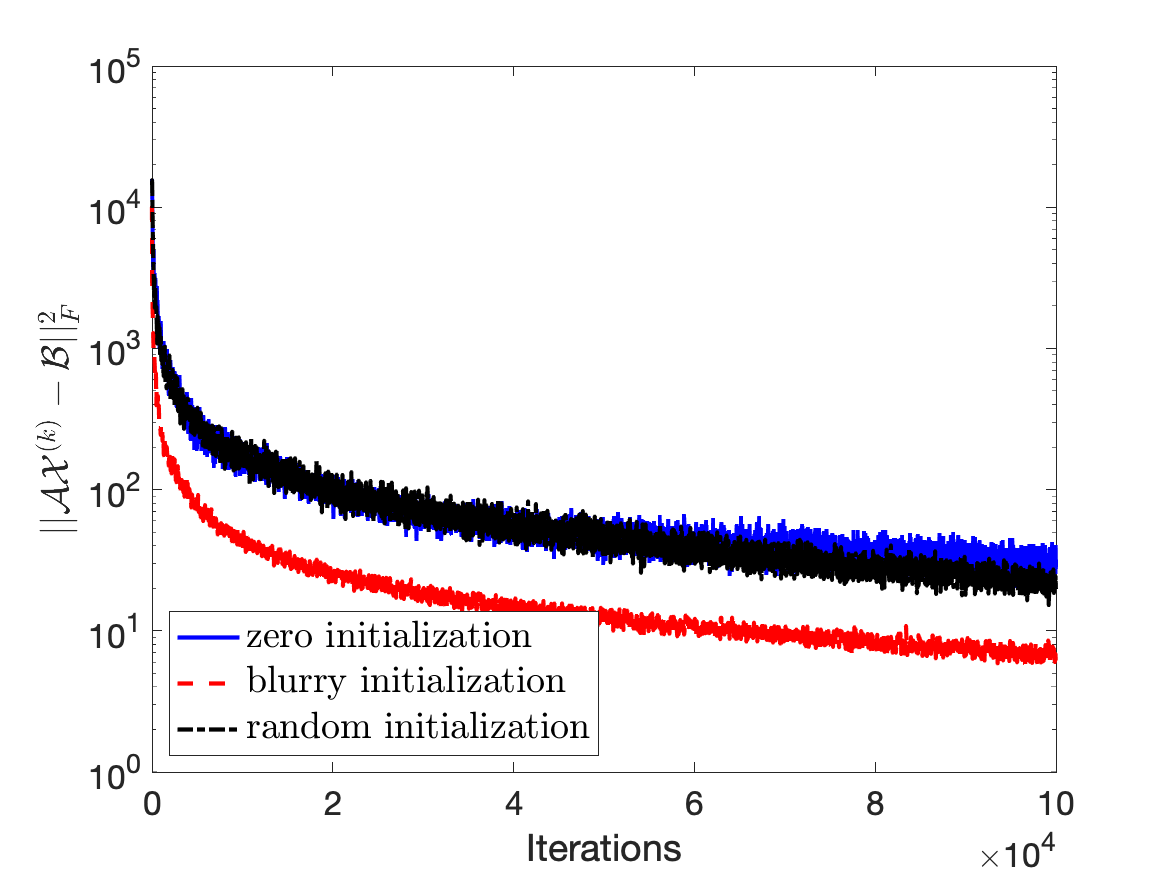 10^5
10^4
10^3
10^2
10^1
10^0
||𝒜𝒳^(k) − ℬ||_F^2
zero initialization
blurry initialization
random initialization
0 2 4 6 8 10
Iterations
×10^4